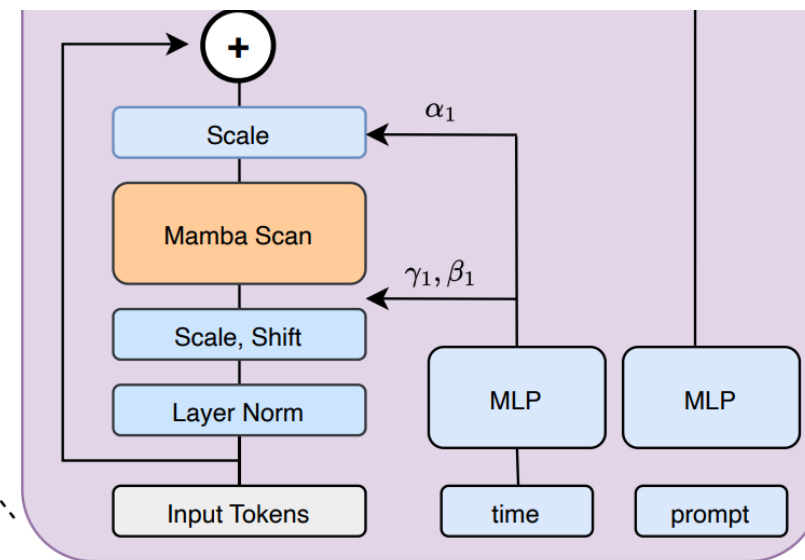 +
Scale
α₁
Mamba Scan
γ₁, β₁
Scale, Shift
MLP
MLP
Layer Norm
Input Tokens
time
prompt